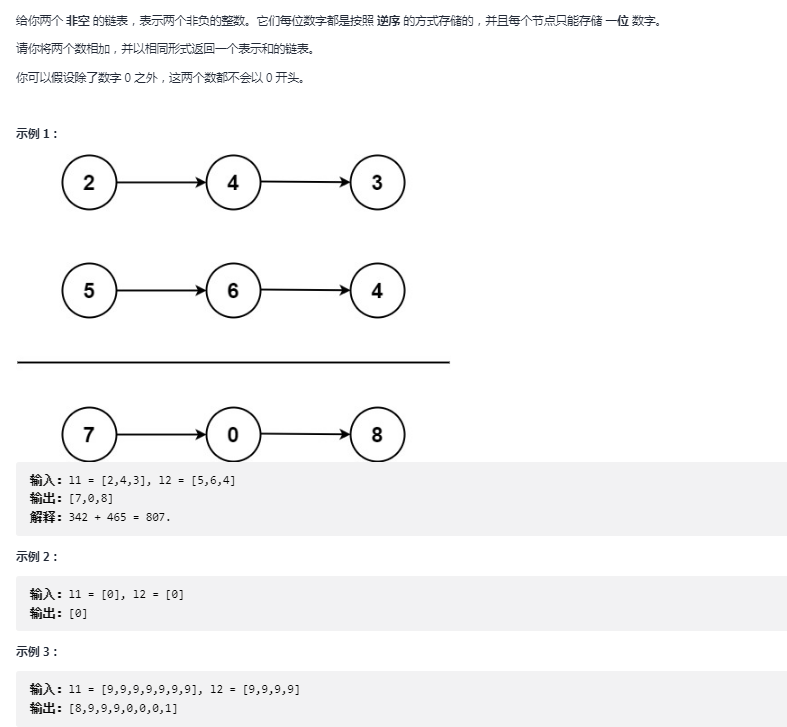 给你两个 非空 的链表，表示两个非负的整数。它们每位数字都是按照 逆序 的方式存储的，并且每个节点只能存储 一位 数字。
请你将两个数相加，并以相同形式返回一个表示和的链表。
你可以假设除了数字 0 之外，这两个数都不会以 0 开头。
示例 1：
2 4 3
5 6 4
7 0 8
输入：l1 = [2,4,3], l2 = [5,6,4]
输出：[7,0,8]
解释：342 + 465 = 807.
示例 2：
输入：l1 = [0], l2 = [0]
输出：[0]
示例 3：
输入：l1 = [9,9,9,9,9,9,9], l2 = [9,9,9,9]
输出：[8,9,9,9,0,0,0,1]